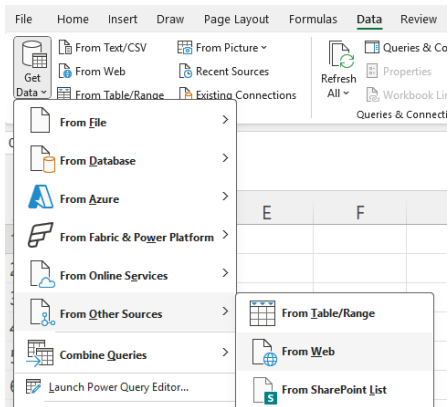 File Home Insert Draw Page Layout Formulas Data Review
Get Data
From Text/CSV
From Web
From Table/Range
From Picture
Recent Sources
Existing Connections
Refresh All
Queries & Co
Properties
Workbook Lin
Queries & Connecti
From File
From Database
From Azure
From Fabric & Power Platform
From Online Services
From Other Sources
Combine Queries
Launch Power Query Editor...
E F
From Table/Range
From Web
From SharePoint List